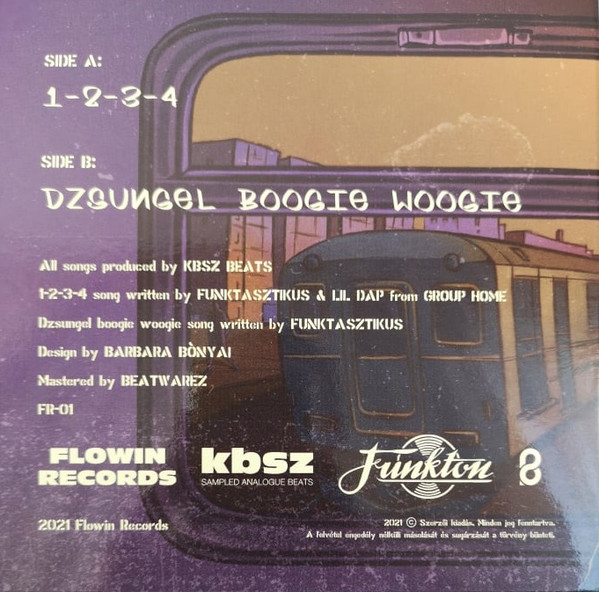 SIDE A:
1-2-3-4
SIDE B:
DZSUNGEL BOOGIE WOOGIE
All songs produced by KBSZ BEATS
1-2-3-4 song written by FUNKTASZTIKUS & LIL DAP from GROUP HOME
Dzsungel boogie woogie song written by FUNKTASZTIKUS
Design by BARBARA BÒNYAI
Mastered by BEATWAREZ
FR-01
FLOWIN
RECORDS
kbsz
SAMPLED ANALOGUE BEATS
Funkton
8
2021 Flowin Records
2021 © Szerzői kiadás. Minden jog fenntartva.
A felvétel engedély nélküli másolását és sugárzását a törvény bünteti.